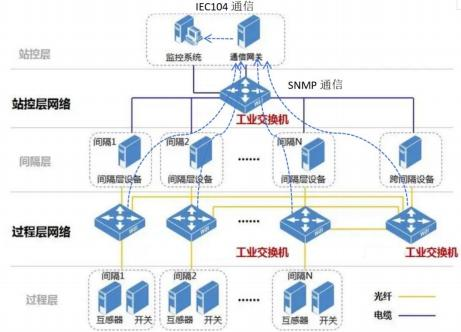 IEC104 通信
站控层
监控系统
通信网关
SNMP 通信
站控层网络
工业交换机
间隔1
间隔2
间隔N
间隔层
......
间隔层设备
间隔层设备
间隔层设备
跨间隔设备
过程层网络
......
工业交换机
工业交换机
间隔1
间隔2
间隔N
过程层
......
互感器
开关
互感器
开关
互感器
开关
光纤
电缆